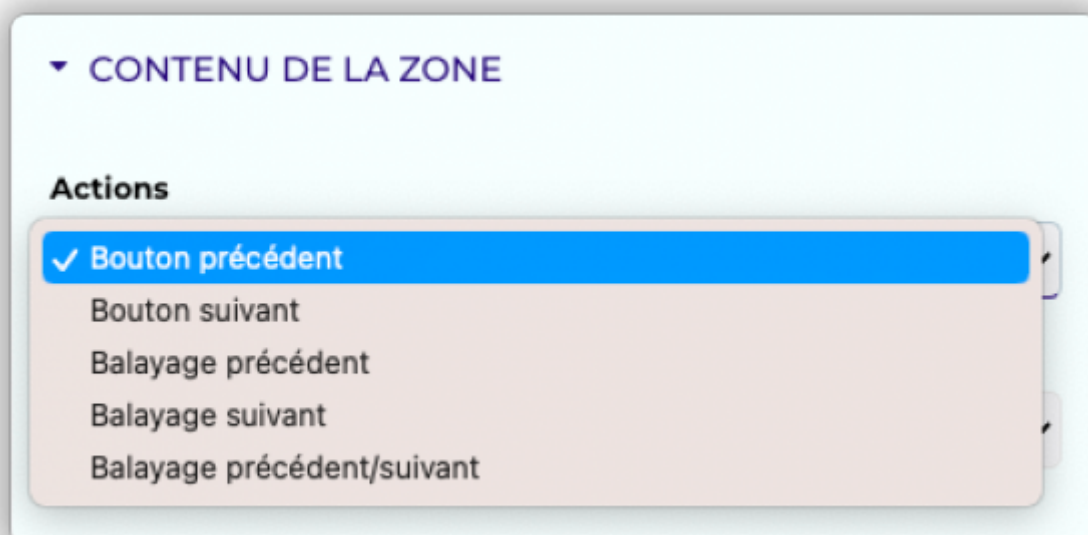 CONTENU DE LA ZONE
Actions
Bouton précédent
Bouton suivant
Balayage précédent
Balayage suivant
Balayage précédent/suivant